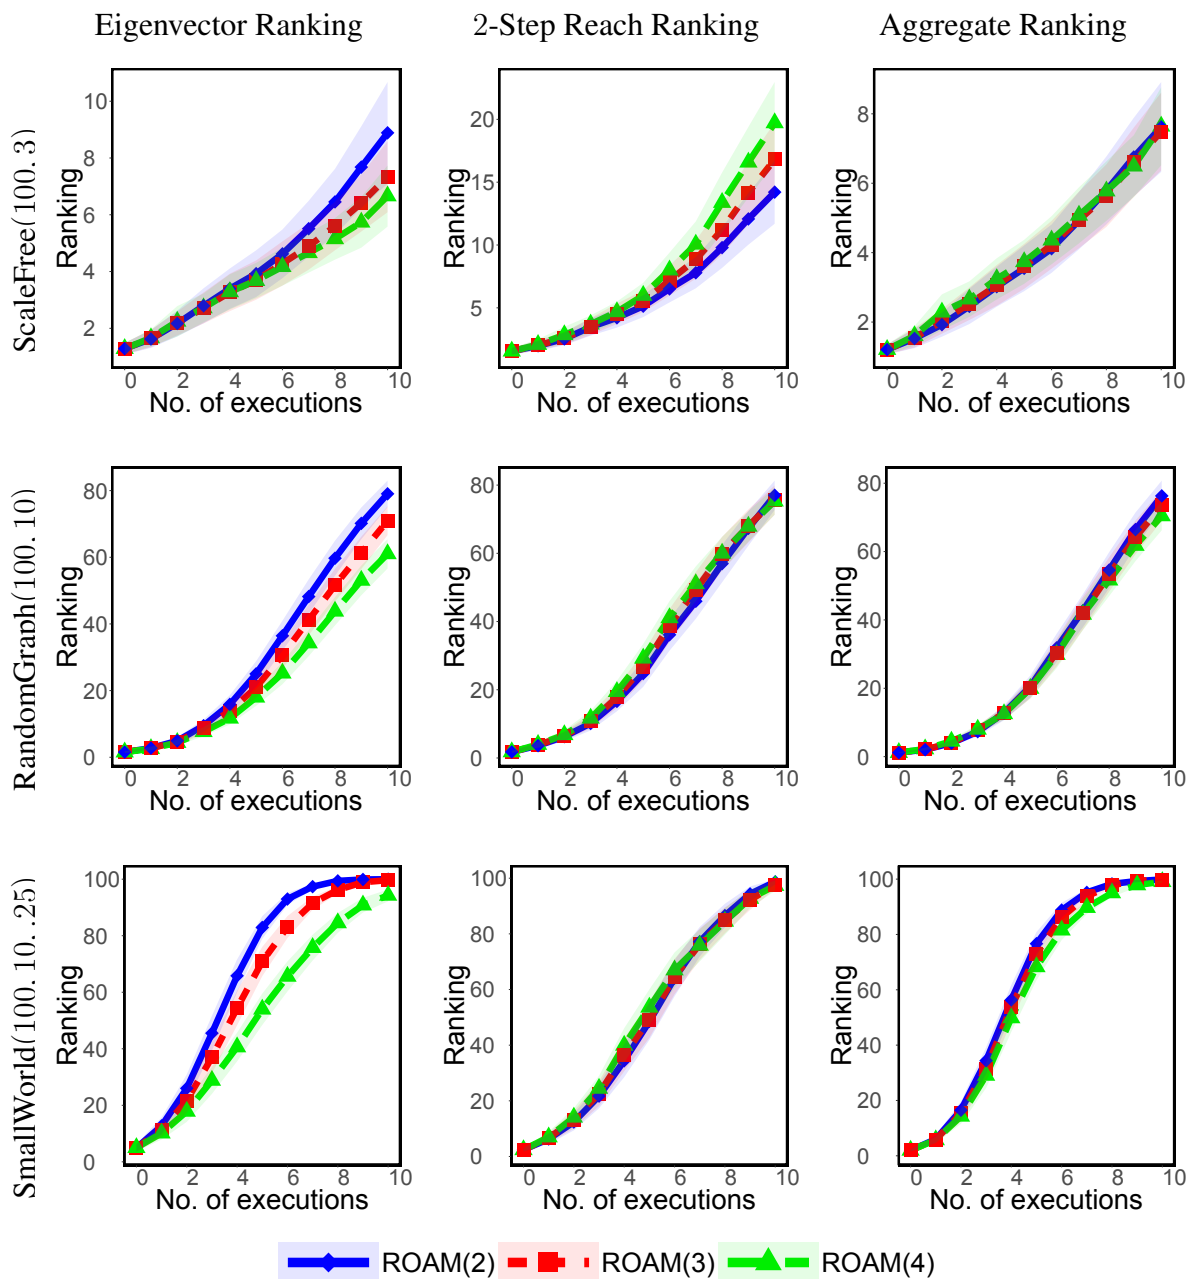 Eigenvector Ranking 2-Step Reach Ranking Aggregate Ranking
ScaleFree(100. 3)
Ranking
10
8
6
4
2
0 2 4 6 8 10
No. of executions
Ranking
20
15
10
5
0 2 4 6 8 10
No. of executions
Ranking
8
6
4
2
0 2 4 6 8 10
No. of executions
RandomGraph(100. 10)
Ranking
80
60
40
20
0
0 2 4 6 8 10
No. of executions
Ranking
80
60
40
20
0
0 2 4 6 8 10
No. of executions
Ranking
80
60
40
20
0
0 2 4 6 8 10
No. of executions
SmallWorld(100. 10. .25)
Ranking
100
80
60
40
20
0
0 2 4 6 8 10
No. of executions
Ranking
100
80
60
40
20
0
0 2 4 6 8 10
No. of executions
Ranking
100
80
60
40
20
0
0 2 4 6 8 10
No. of executions
ROAM(2) ROAM(3) ROAM(4)